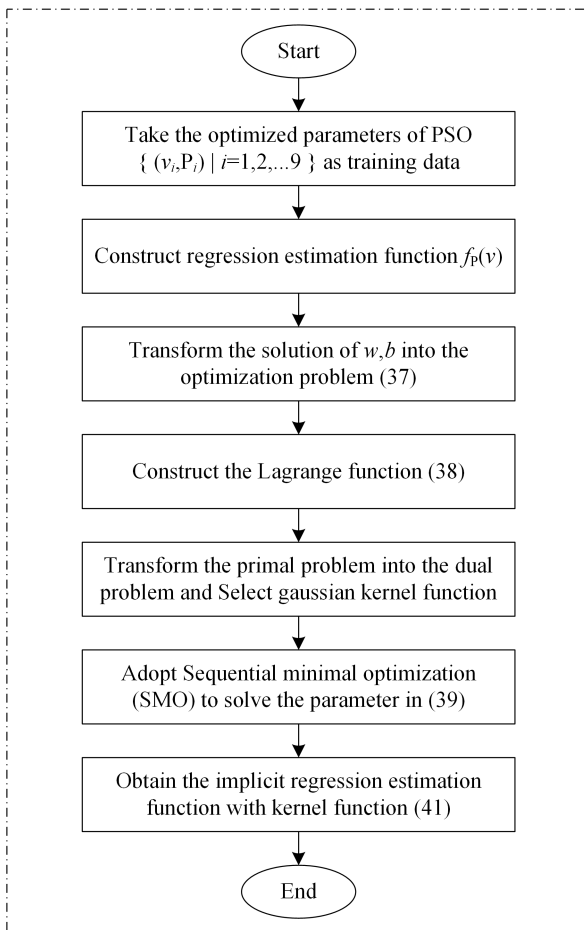 Start
Take the optimized parameters of PSO
{ (vᵢ,Pᵢ) | i=1,2,...9 } as training data
Construct regression estimation function fₚ(v)
Transform the solution of w,b into the
optimization problem (37)
Construct the Lagrange function (38)
Transform the primal problem into the dual
problem and Select gaussian kernel function
Adopt Sequential minimal optimization
(SMO) to solve the parameter in (39)
Obtain the implicit regression estimation
function with kernel function (41)
End